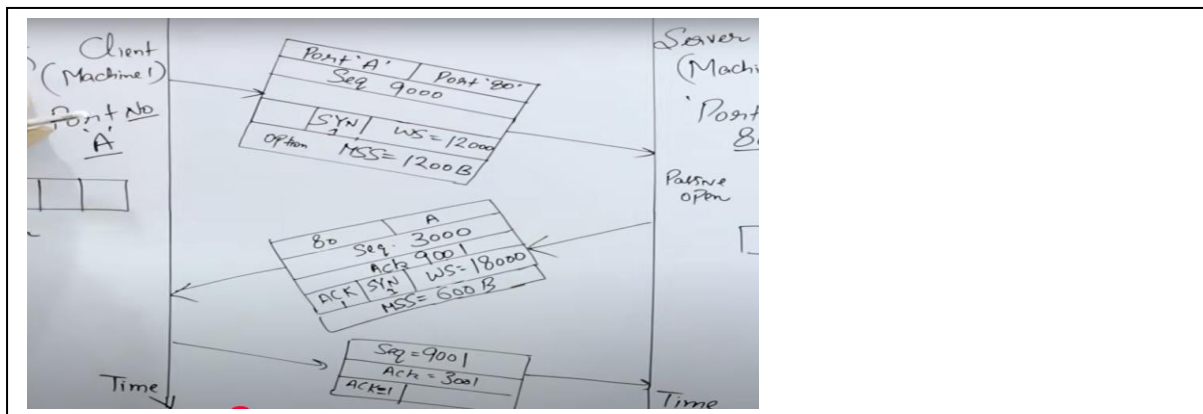 Client
(Machine 1)
Port No
'A'
Server
(Machi
'Port
8
Passive
open
Port 'A' Port '80'
Seq 9000
SYN 1 WS=12000
Option MSS=1200B
80 A
Seq. 3000
Ack 9001
ACK 1 SYN 1 WS=18000
MSS=600B
Seq=9001
Ack=3001
ACK=1
Time
Time